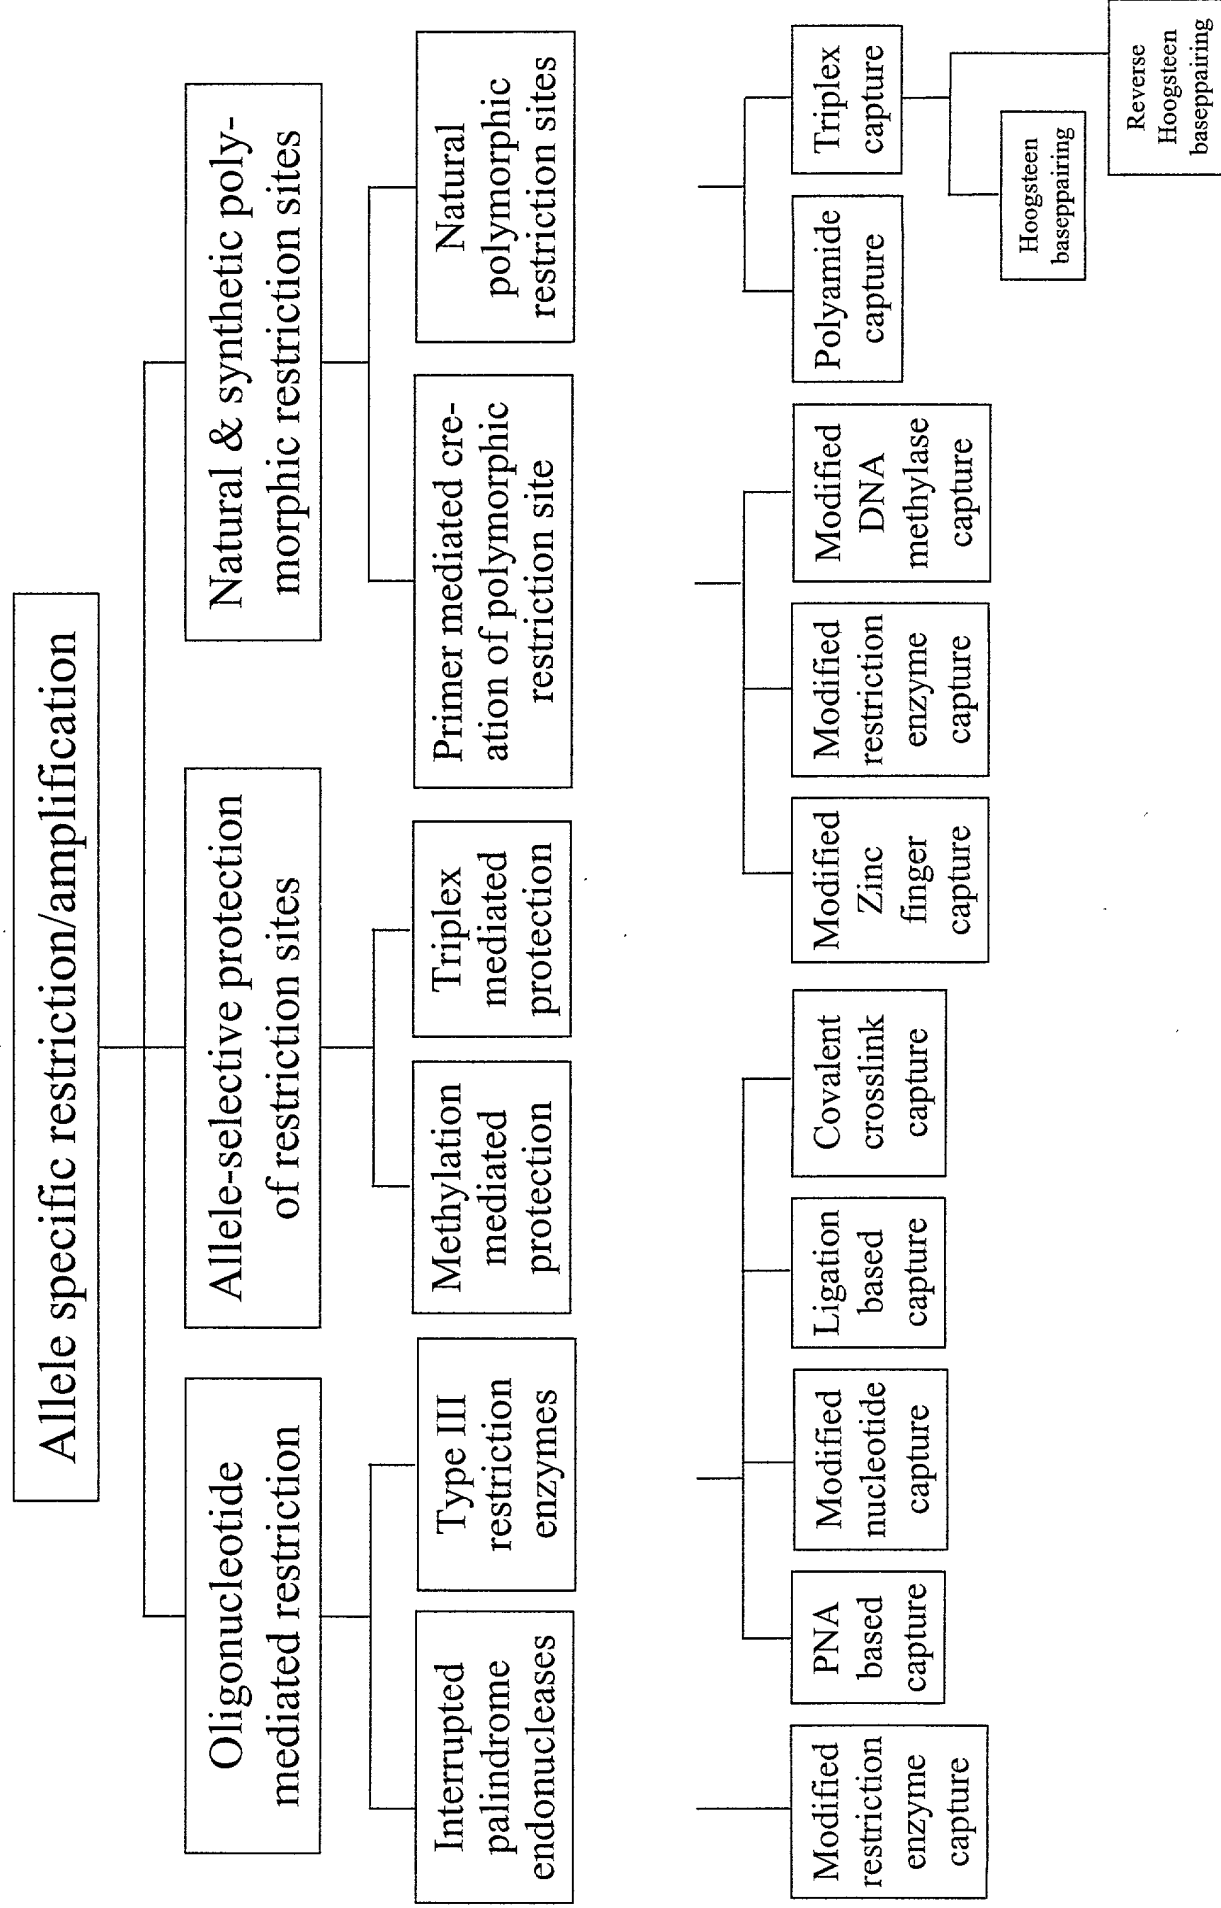 Allele specific restriction/amplification
Oligonucleotide
mediated restriction
Allele-selective protection
of restriction sites
Natural & synthetic poly-
morphic restriction sites
Interrupted
palindrome
endonucleases
Type III
restriction
enzymes
Methylation
mediated
protection
Triplex
mediated
protection
Primer mediated cre-
ation of polymorphic
restriction site
Natural
polymorphic
restriction sites
Modified
restriction
enzyme
capture
PNA
based
capture
Modified
nucleotide
capture
Ligation
based
capture
Covalent
crosslink
capture
Modified
Zinc
finger
capture
Modified
restriction
enzyme
capture
Modified
DNA
methylase
capture
Polyamide
capture
Triplex
capture
Hoogsteen
baseppairing
Reverse
Hoogsteen
baseppairing